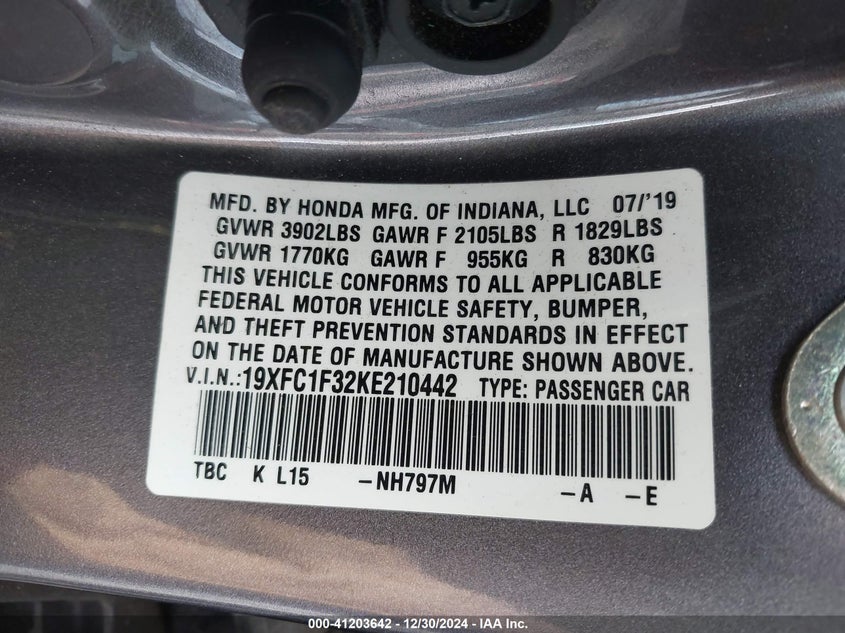 MFD. BY HONDA MFG. OF INDIANA, LLC 07/'19
GVWR 3902LBS GAWR F 2105LBS R 1829LBS
GVWR 1770KG GAWR F 955KG R 830KG
THIS VEHICLE CONFORMS TO ALL APPLICABLE
FEDERAL MOTOR VEHICLE SAFETY, BUMPER,
AND THEFT PREVENTION STANDARDS IN EFFECT
ON THE DATE OF MANUFACTURE SHOWN ABOVE.
V.I.N.:19XFC1F32KE210442 TYPE: PASSENGER CAR
TBC K L15 -NH797M -A -E
000-41203642 - 12/30/2024 - IAA Inc.